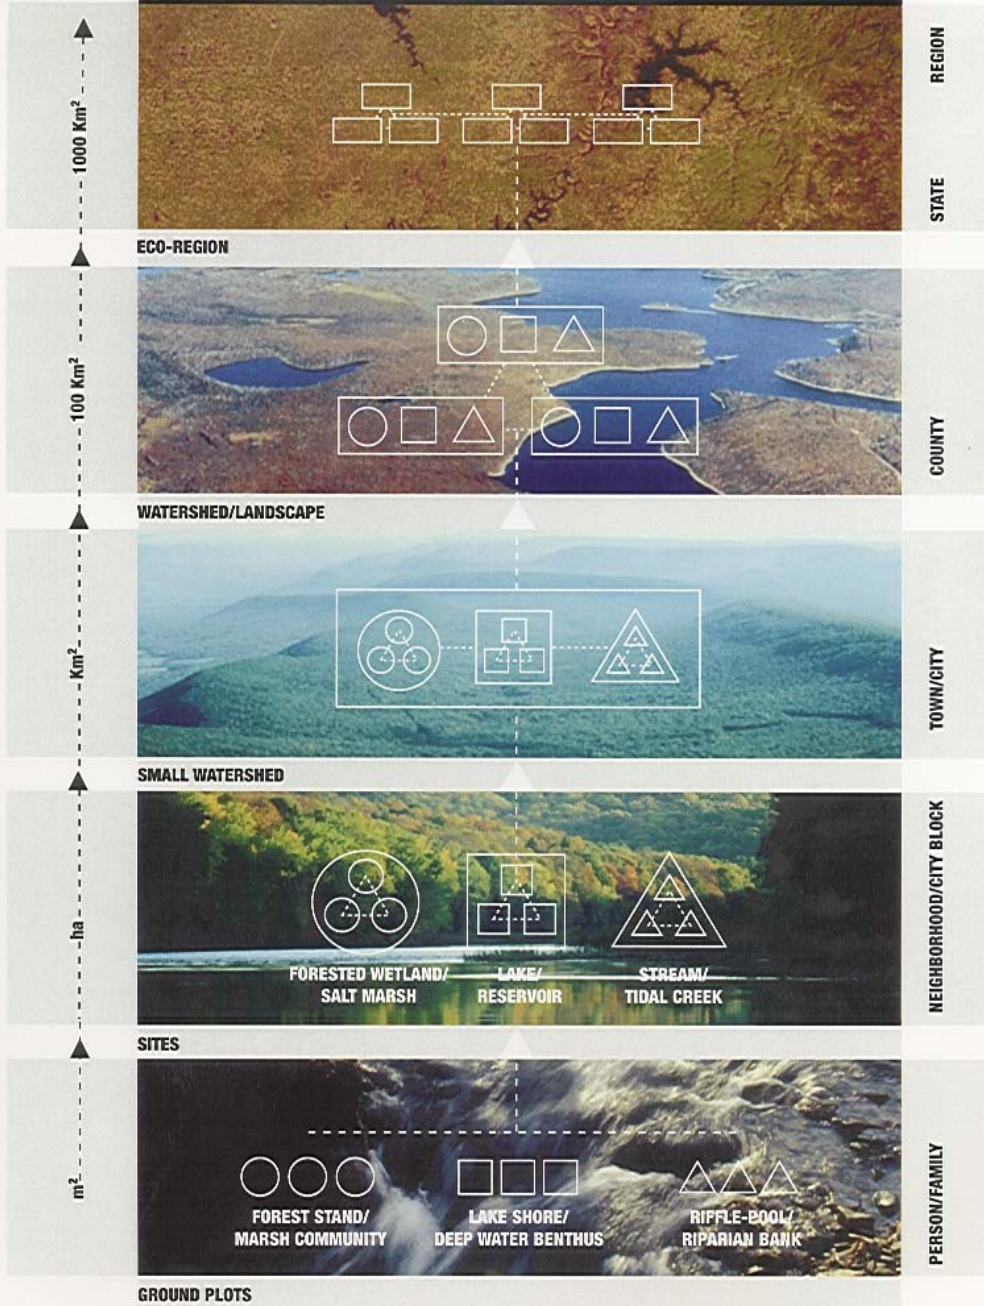 REGION
1000 Km²
STATE
ECO-REGION
100 Km²
COUNTY
WATERSHED/LANDSCAPE
Km²
TOWN/CITY
SMALL WATERSHED
NEIGHBORHOOD/CITY BLOCK
ha
FORESTED WETLAND/
SALT MARSH
LAKE/
RESERVOIR
STREAM/
TIDAL CREEK
SITES
m²
PERSON/FAMILY
FOREST STAND/
MARSH COMMUNITY
LAKE SHORE/
DEEP WATER BENTHUS
RIFFLE-POOL/
RIPARIAN BANK
GROUND PLOTS